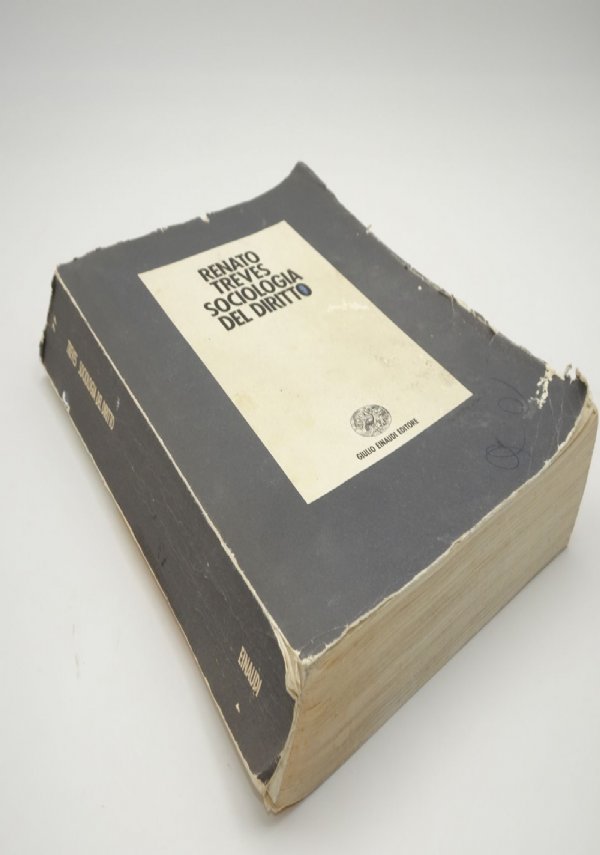 RENATO
TREVES
SOCIOLOGIA
DEL DIRITTO
GIULIO EINAUDI EDITORE
TREVES SOCIOLOGIA DEL DIRITTO
EINAUDI